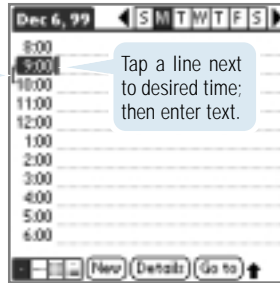 Dec 6, 99 S M T W T F S
8:00
9:00
10:00
11:00
12:00
1:00
2:00
3:00
4:00
5:00
6:00
Tap a line next
to desired time;
then enter text.
New Details Go to